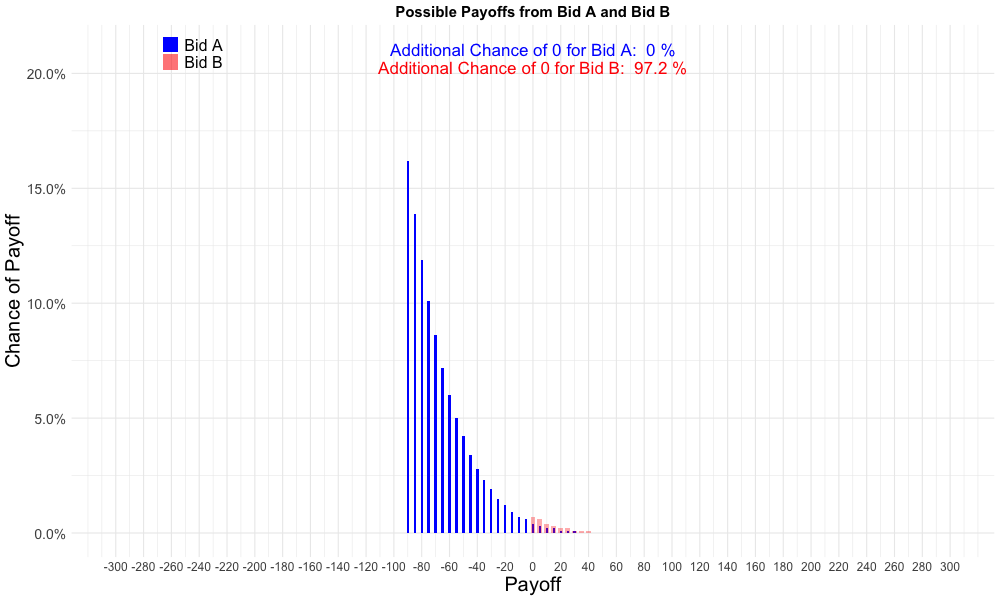 Possible Payoffs from Bid A and Bid B
Bid A
Bid B
Additional Chance of 0 for Bid A:  0 %
Additional Chance of 0 for Bid B:  97.2 %
Chance of Payoff
20.0%
15.0%
10.0%
5.0%
0.0%
-300 -280 -260 -240 -220 -200 -180 -160 -140 -120 -100 -80 -60 -40 -20 0 20 40 60 80 100 120 140 160 180 200 220 240 260 280 300
Payoff